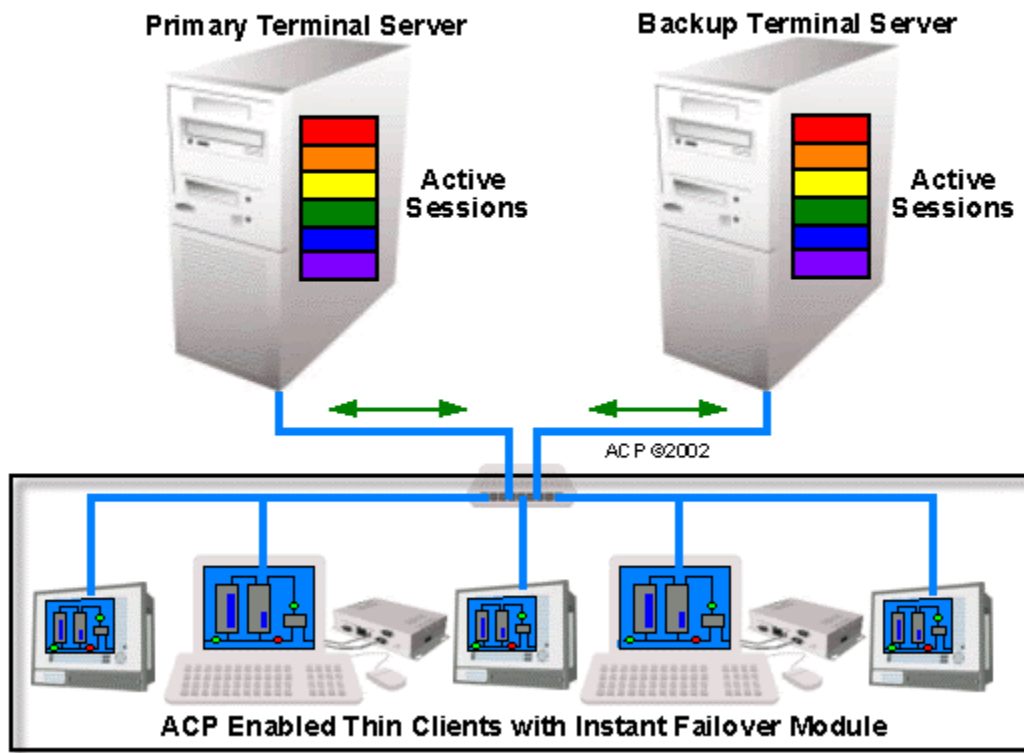 Primary Terminal Server
Backup Terminal Server
Active
Sessions
Active
Sessions
ACP ©2002
ACP Enabled Thin Clients with Instant Failover Module